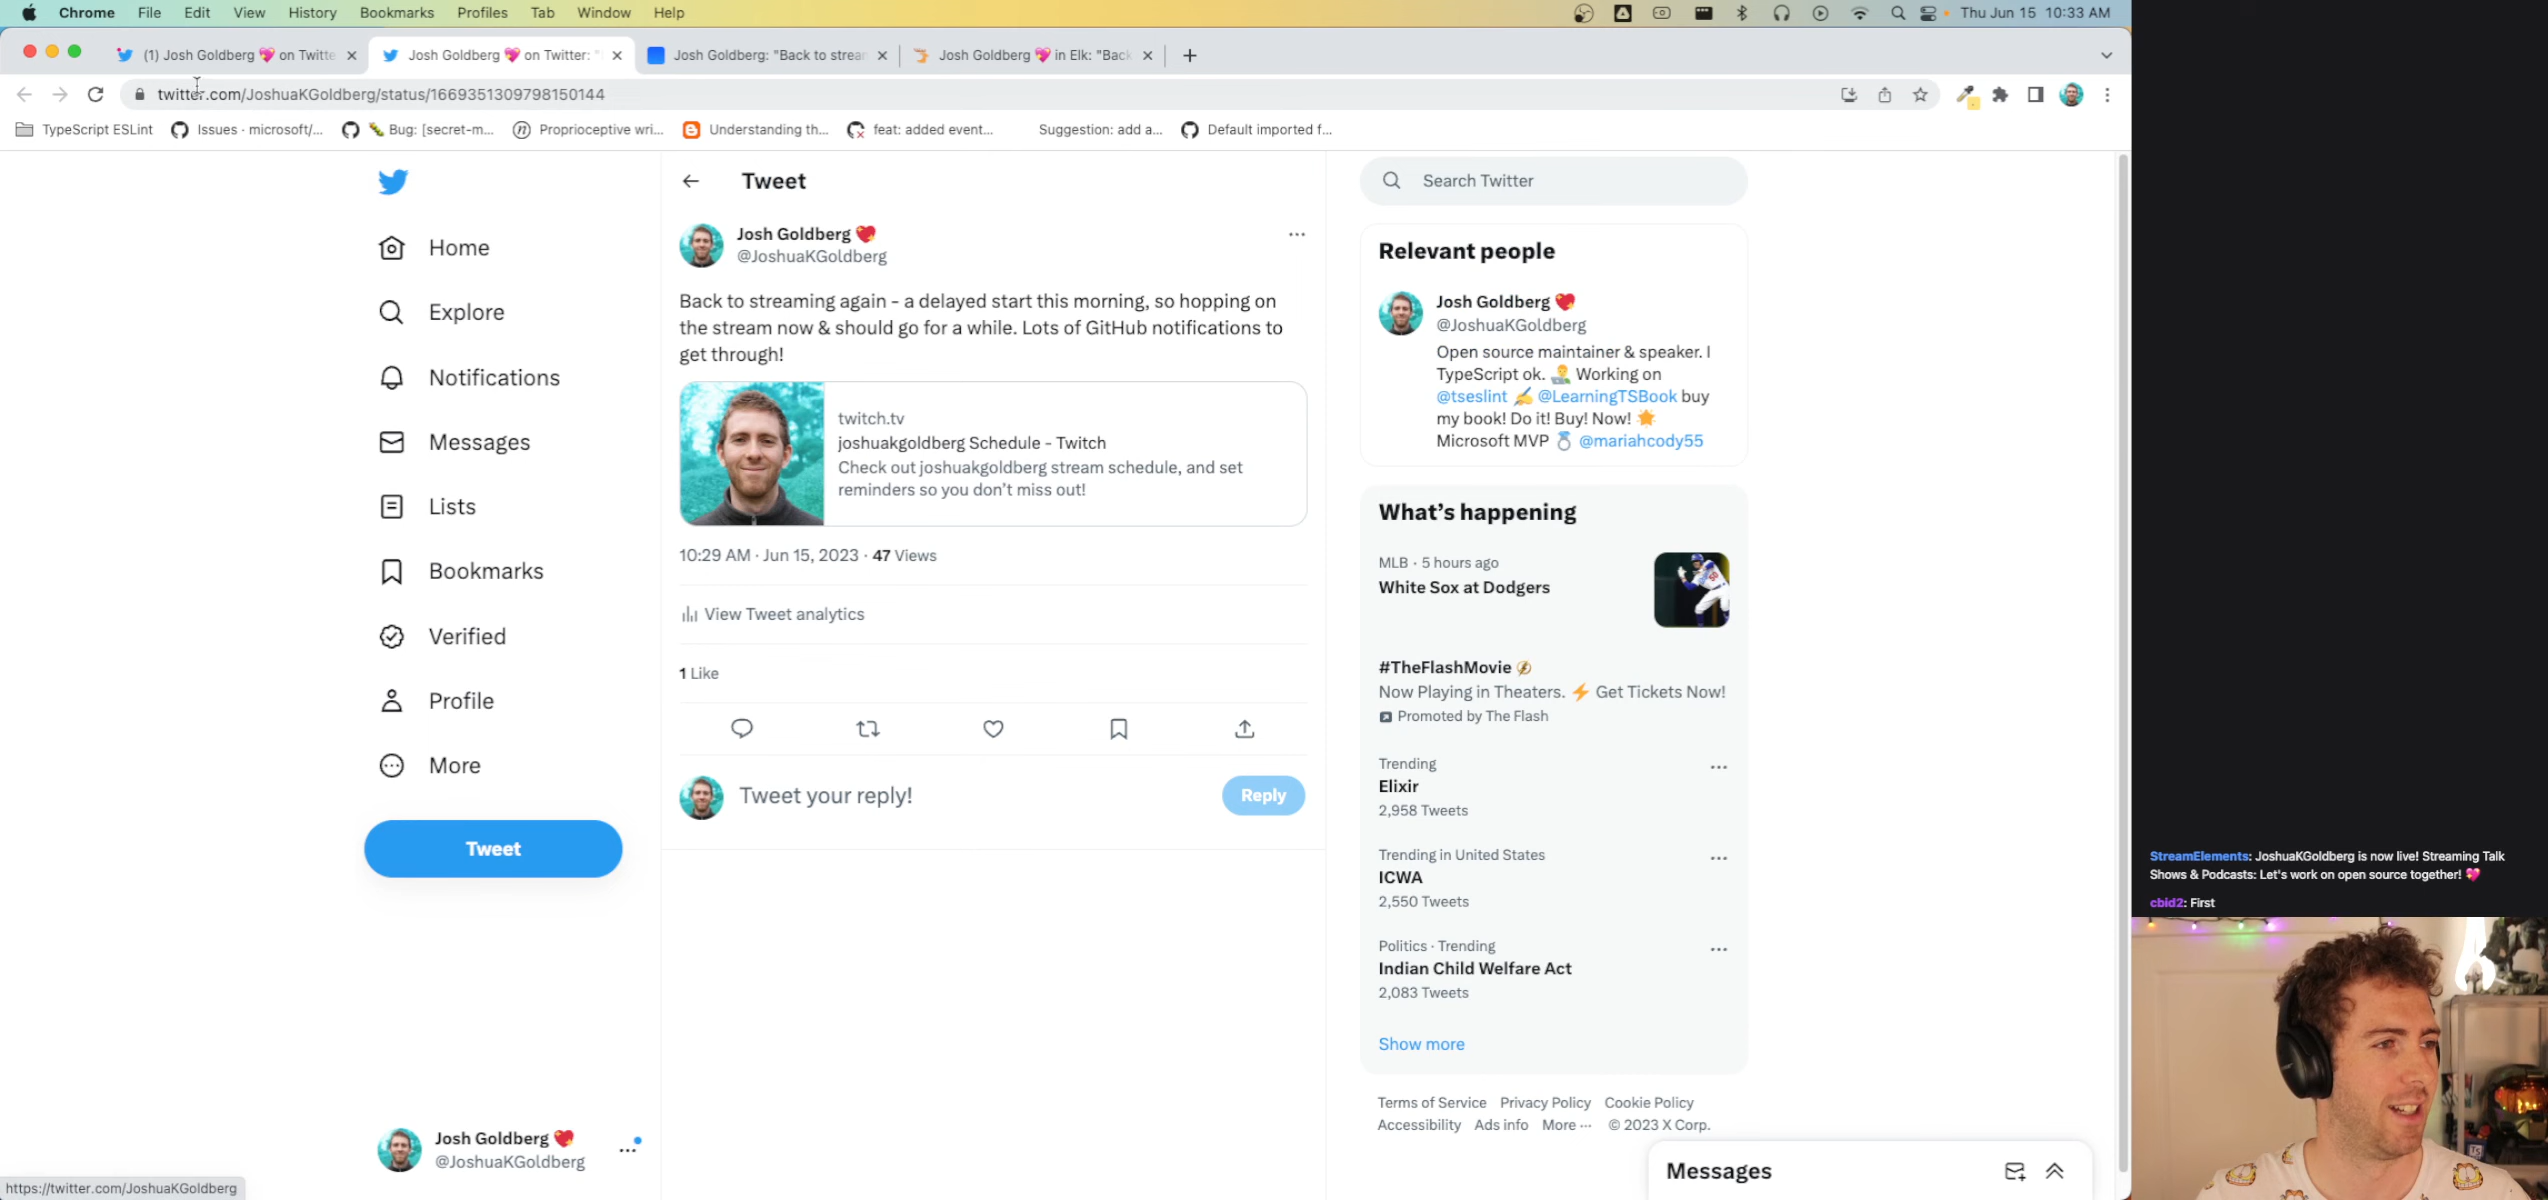 Chrome File Edit View History Bookmarks Profiles Tab Window Help
Thu Jun 15 10:33 AM
(1) Josh Goldberg 💖 on Twitte
Josh Goldberg 💖 on Twitter: "
Josh Goldberg: "Back to strea
Josh Goldberg 💖 in Elk: "Back
twitter.com/JoshuaKGoldberg/status/1669351309798150144
TypeScript ESLint
Issues · microsoft/...
🐛 Bug: [secret-m...
Proprioceptive wri...
Understanding th...
feat: added event...
Suggestion: add a...
Default imported f...
Home
Explore
Notifications
Messages
Lists
Bookmarks
Verified
Profile
More
Tweet
Josh Goldberg 💖
@JoshuaKGoldberg
https://twitter.com/JoshuaKGoldberg
Tweet
Josh Goldberg 💖
@JoshuaKGoldberg
Back to streaming again - a delayed start this morning, so hopping on
the stream now & should go for a while. Lots of GitHub notifications to
get through!
twitch.tv
joshuakgoldberg Schedule - Twitch
Check out joshuakgoldberg stream schedule, and set
reminders so you don't miss out!
10:29 AM · Jun 15, 2023 · 47 Views
View Tweet analytics
1 Like
Tweet your reply!
Reply
Search Twitter
Relevant people
Josh Goldberg 💖
@JoshuaKGoldberg
Open source maintainer & speaker. I
TypeScript ok. 👨‍💻 Working on
@tseslint ✍️ @LearningTSBook buy
my book! Do it! Buy! Now! 🌟
Microsoft MVP 💍 @mariahcody55
What's happening
MLB · 5 hours ago
White Sox at Dodgers
#TheFlashMovie
Now Playing in Theaters. ⚡ Get Tickets Now!
Promoted by The Flash
Trending
Elixir
2,958 Tweets
Trending in United States
ICWA
2,550 Tweets
Politics · Trending
Indian Child Welfare Act
2,083 Tweets
Show more
Terms of Service Privacy Policy Cookie Policy
Accessibility Ads info More ··· © 2023 X Corp.
Messages
StreamElements: JoshuaKGoldberg is now live! Streaming Talk
Shows & Podcasts: Let's work on open source together! 💖
cbid2: First